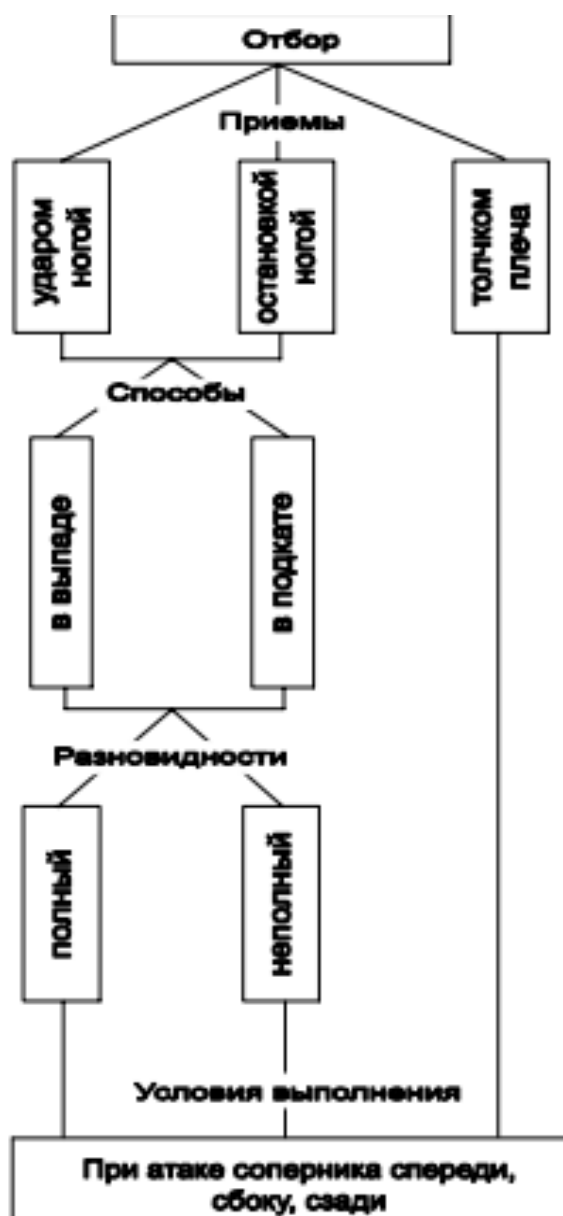 Отбор
Приемы
ударом
ногой
остановкой
ногой
толчком
плеча
Способы
в выпаде
в подкате
Разновидности
полный
неполный
Условия выполнения
При атаке соперника спереди,
сбоку, сзади